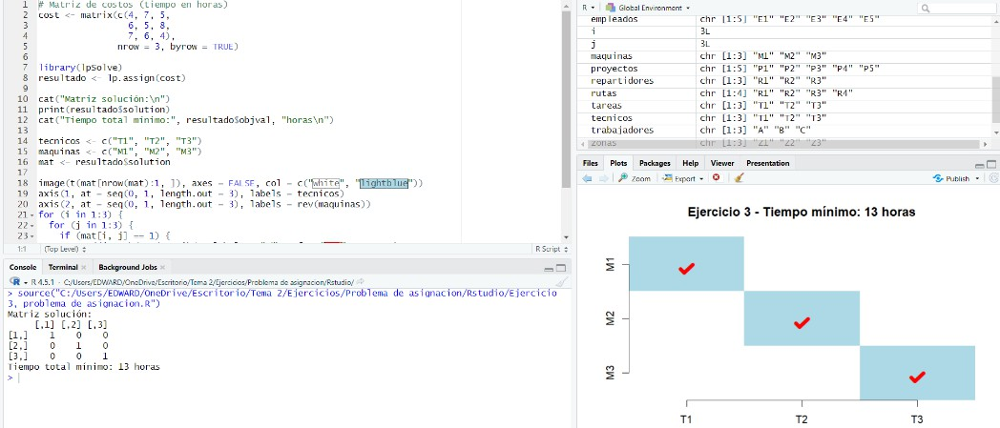 1 # Matriz de costos (tiempo en horas)
2 cost <- matrix(c(4, 7, 5,
3 6, 5, 8,
4 7, 6, 4),
5 nrow = 3, byrow = TRUE)
6
7 library(lpSolve)
8 resultado <- lp.assign(cost)
9
10 cat("Matriz solución:\n")
11 print(resultado$solution)
12 cat("Tiempo total mínimo:", resultado$objval, "horas\n")
13
14 tecnicos <- c("T1", "T2", "T3")
15 maquinas <- c("M1", "M2", "M3")
16 mat <- resultado$solution
17
18 image(t(mat[nrow(mat):1, ]), axes = FALSE, col = c("white", "lightblue"))
19 axis(1, at = seq(0, 1, length.out = 3), labels = tecnicos)
20 axis(2, at = seq(0, 1, length.out = 3), labels = rev(maquinas))
21 for (i in 1:3) {
22 for (j in 1:3) {
23 if (mat[i, j] == 1) {
1:1 (Top Level) R Script
Console Terminal Background Jobs
R 4.5.1 · C:/Users/EDWARD/OneDrive/Escritorio/Tema 2/Ejercicios/Problema de asignacion/Rstudio/
> source("C:/Users/EDWARD/OneDrive/Escritorio/Tema 2/Ejercicios/Problema de asignacion/Rstudio/Ejercicio
3, problema de asignacion.R")
Matriz solución:
[,1] [,2] [,3]
[1,] 1 0 0
[2,] 0 1 0
[3,] 0 0 1
Tiempo total mínimo: 13 horas
>
R Global Environment
empleados chr [1:5] "E1" "E2" "E3" "E4" "E5"
i 3L
j 3L
maquinas chr [1:3] "M1" "M2" "M3"
proyectos chr [1:5] "P1" "P2" "P3" "P4" "P5"
repartidores chr [1:3] "R1" "R2" "R3"
rutas chr [1:4] "R1" "R2" "R3" "R4"
tareas chr [1:3] "T1" "T2" "T3"
tecnicos chr [1:3] "T1" "T2" "T3"
trabajadores chr [1:3] "A" "B" "C"
zonas chr [1:3] "Z1" "Z2" "Z3"
Files Plots Packages Help Viewer Presentation
Zoom Export Publish
Ejercicio 3 - Tiempo mínimo: 13 horas
M1
M2
M3
T1 T2 T3